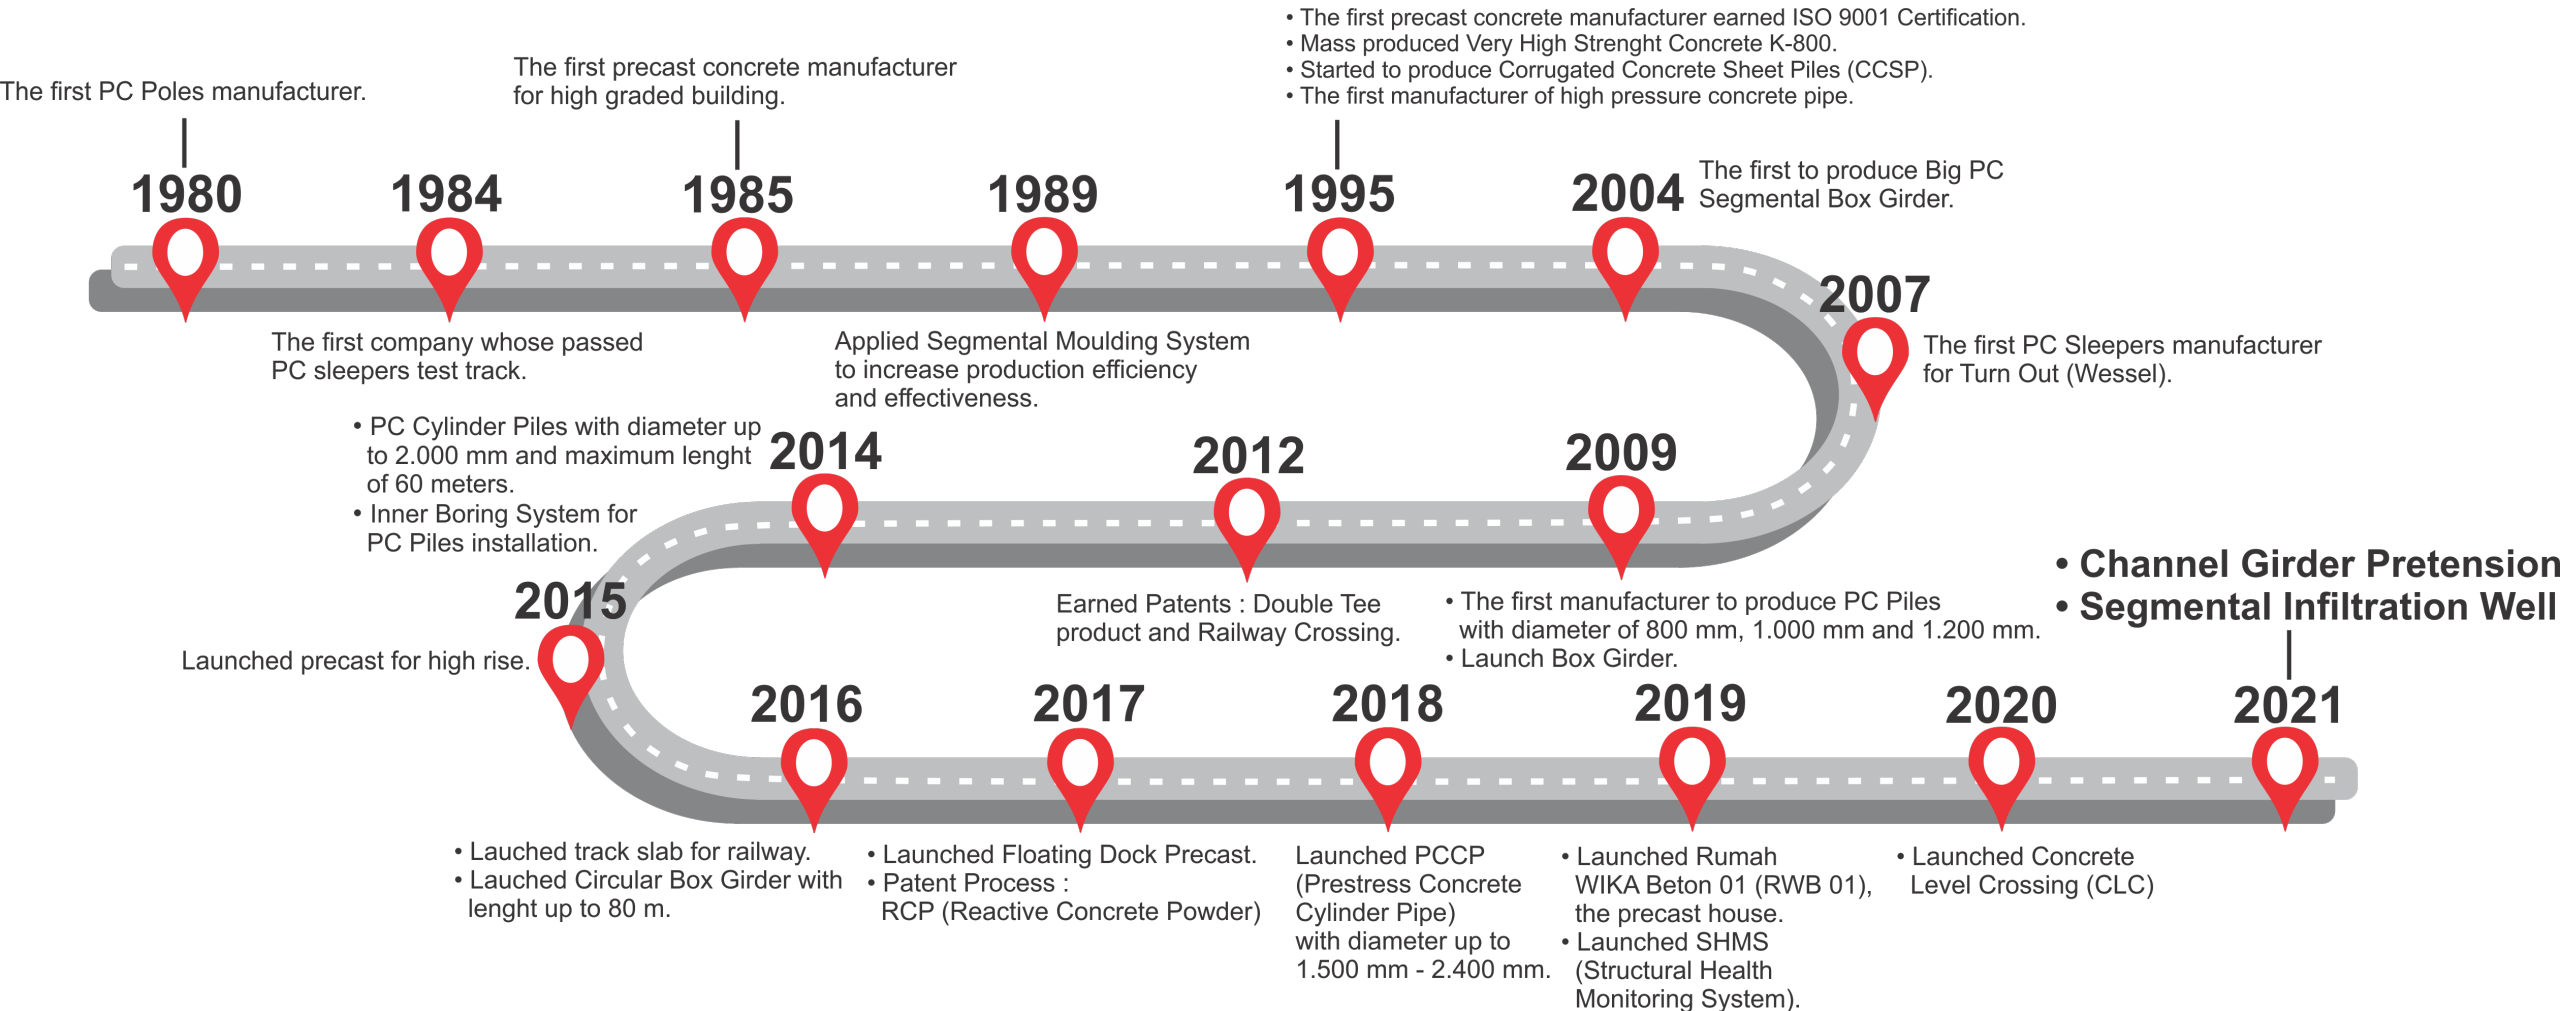 The first PC Poles manufacturer.
1980
1984
The first company whose passed
PC sleepers test track.
The first precast concrete manufacturer
for high graded building.
1985
1989
Applied Segmental Moulding System
to increase production efficiency
and effectiveness.
• The first precast concrete manufacturer earned ISO 9001 Certification.
• Mass produced Very High Strenght Concrete K-800.
• Started to produce Corrugated Concrete Sheet Piles (CCSP).
• The first manufacturer of high pressure concrete pipe.
1995
2004
The first to produce Big PC
Segmental Box Girder.
2007
The first PC Sleepers manufacturer
for Turn Out (Wessel).
2009
• The first manufacturer to produce PC Piles
with diameter of 800 mm, 1.000 mm and 1.200 mm.
• Launch Box Girder.
2012
Earned Patents : Double Tee
product and Railway Crossing.
2014
• PC Cylinder Piles with diameter up
to 2.000 mm and maximum lenght
of 60 meters.
• Inner Boring System for
PC Piles installation.
2015
Launched precast for high rise.
2016
• Lauched track slab for railway.
• Lauched Circular Box Girder with
lenght up to 80 m.
2017
• Launched Floating Dock Precast.
• Patent Process :
RCP (Reactive Concrete Powder)
2018
Launched PCCP
(Prestress Concrete
Cylinder Pipe)
with diameter up to
1.500 mm - 2.400 mm.
2019
• Launched Rumah
WIKA Beton 01 (RWB 01),
the precast house.
• Launched SHMS
(Structural Health
Monitoring System).
2020
• Launched Concrete
Level Crossing (CLC)
• Channel Girder Pretension
• Segmental Infiltration Well
2021